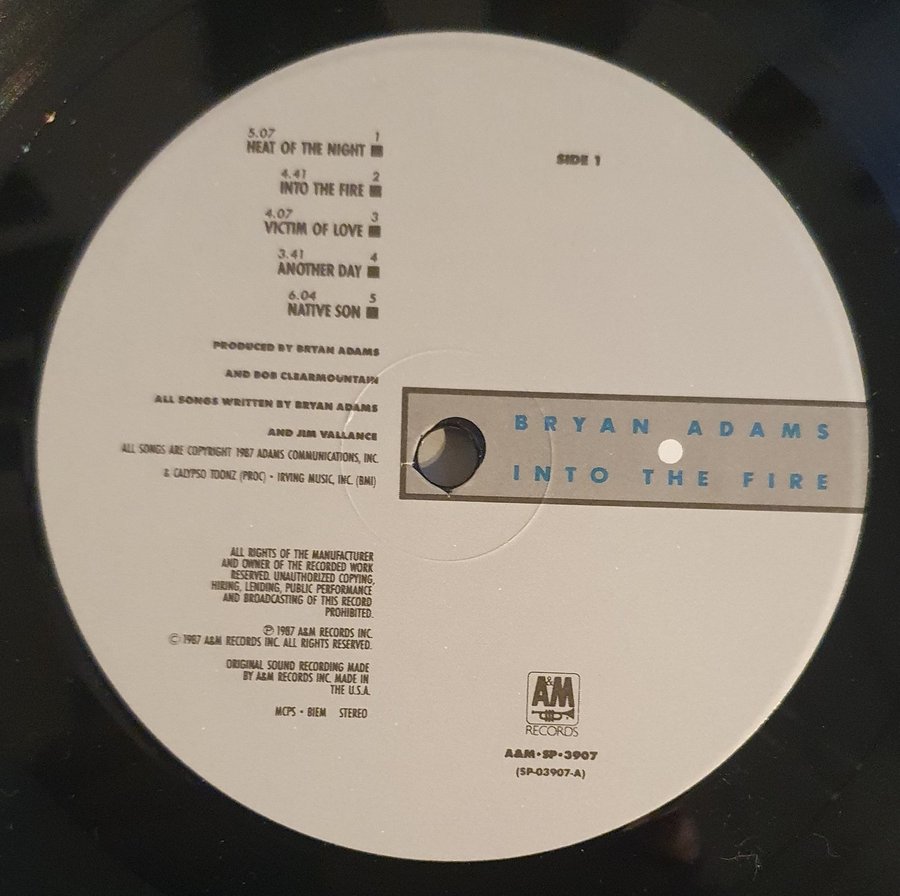 5.07 1
HEAT OF THE NIGHT
4.41 2
INTO THE FIRE
4.07 3
VICTIM OF LOVE
3.41 4
ANOTHER DAY
6.04 5
NATIVE SON
PRODUCED BY BRYAN ADAMS
AND BOB CLEARMOUNTAIN
ALL SONGS WRITTEN BY BRYAN ADAMS
AND JIM VALLANCE
ALL SONGS ARE COPYRIGHT 1987 ADAMS COMMUNICATIONS, INC.
& CALYPSO TOONZ (PROC) • IRVING MUSIC, INC. (BMI)
ALL RIGHTS OF THE MANUFACTURER
AND OWNER OF THE RECORDED WORK
RESERVED. UNAUTHORIZED COPYING,
HIRING, LENDING, PUBLIC PERFORMANCE
AND BROADCASTING OF THIS RECORD
PROHIBITED.
℗ 1987 A&M RECORDS INC.
© 1987 A&M RECORDS INC. ALL RIGHTS RESERVED.
ORIGINAL SOUND RECORDING MADE
BY A&M RECORDS INC. MADE IN
THE U.S.A.
MCPS • BIEM STEREO
SIDE 1
BRYAN ADAMS
INTO THE FIRE
A&M
RECORDS
A&M•SP•3907
(SP-03907-A)